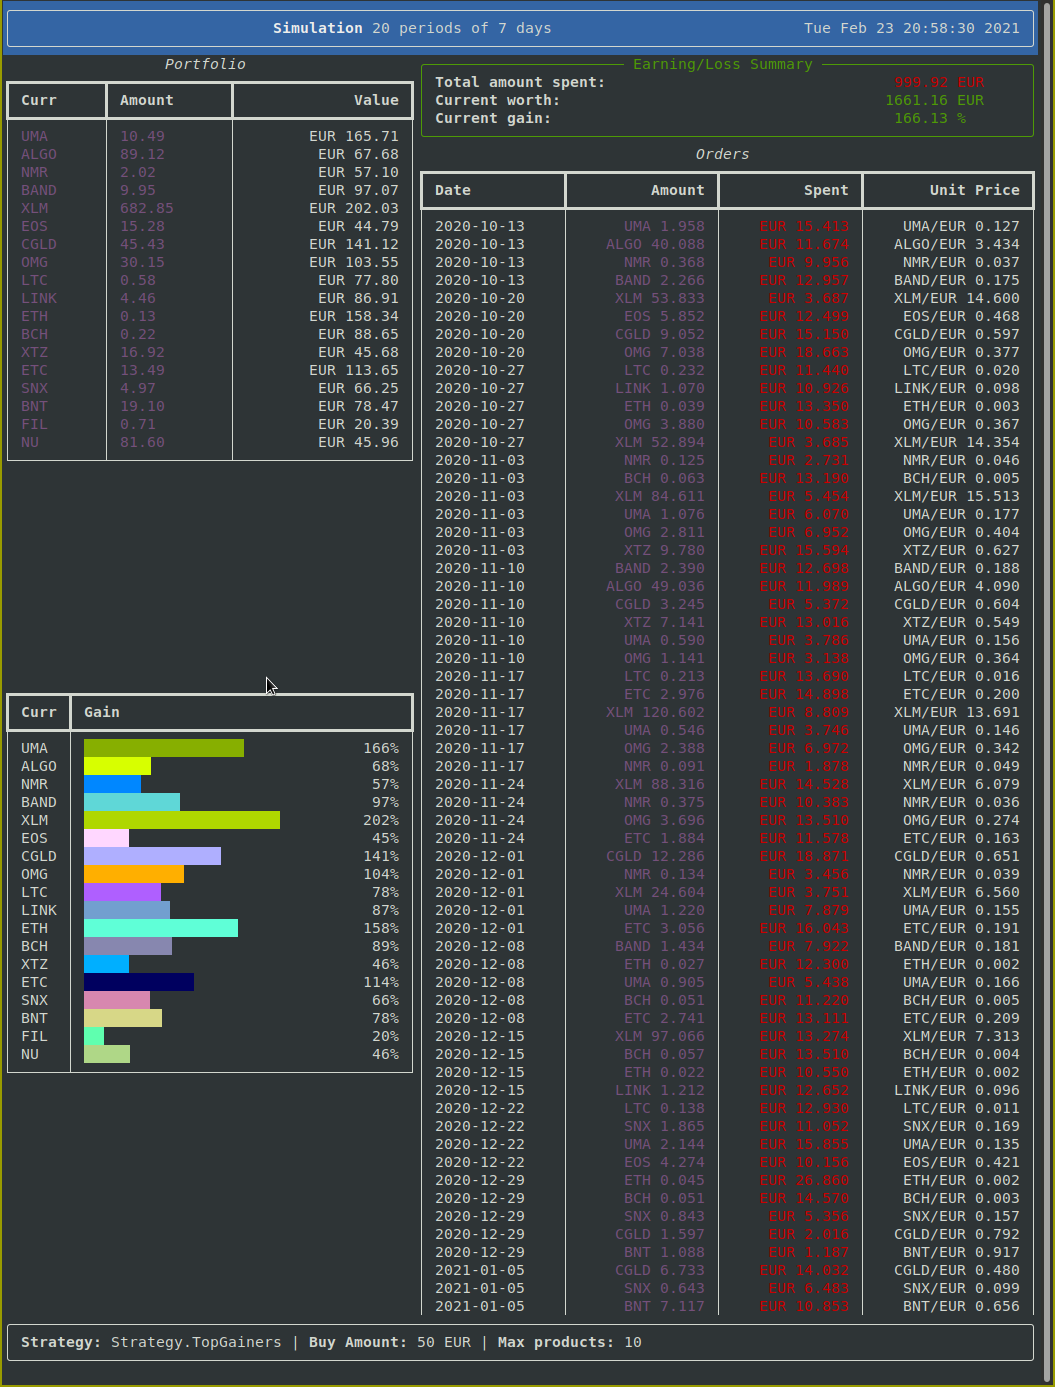 Simulation 20 periods of 7 days Tue Feb 23 20:58:30 2021
Portfolio
Curr Amount Value
UMA 10.49 EUR 165.71
ALGO 89.12 EUR 67.68
NMR 2.02 EUR 57.10
BAND 9.95 EUR 97.07
XLM 682.85 EUR 202.03
EOS 15.28 EUR 44.79
CGLD 45.43 EUR 141.12
OMG 30.15 EUR 103.55
LTC 0.58 EUR 77.80
LINK 4.46 EUR 86.91
ETH 0.13 EUR 158.34
BCH 0.22 EUR 88.65
XTZ 16.92 EUR 45.68
ETC 13.49 EUR 113.65
SNX 4.97 EUR 66.25
BNT 19.10 EUR 78.47
FIL 0.71 EUR 20.39
NU 81.60 EUR 45.96
Curr Gain
UMA 166%
ALGO 68%
NMR 57%
BAND 97%
XLM 202%
EOS 45%
CGLD 141%
OMG 104%
LTC 78%
LINK 87%
ETH 158%
BCH 89%
XTZ 46%
ETC 114%
SNX 66%
BNT 78%
FIL 20%
NU 46%
Earning/Loss Summary
Total amount spent: 999.92 EUR
Current worth: 1661.16 EUR
Current gain: 166.13 %
Orders
Date Amount Spent Unit Price
2020-10-13 UMA 1.958 EUR 15.413 UMA/EUR 0.127
2020-10-13 ALGO 40.088 EUR 11.674 ALGO/EUR 3.434
2020-10-13 NMR 0.368 EUR 9.956 NMR/EUR 0.037
2020-10-13 BAND 2.266 EUR 12.957 BAND/EUR 0.175
2020-10-20 XLM 53.833 EUR 3.687 XLM/EUR 14.600
2020-10-20 EOS 5.852 EUR 12.499 EOS/EUR 0.468
2020-10-20 CGLD 9.052 EUR 15.150 CGLD/EUR 0.597
2020-10-20 OMG 7.038 EUR 18.663 OMG/EUR 0.377
2020-10-27 LTC 0.232 EUR 11.440 LTC/EUR 0.020
2020-10-27 LINK 1.070 EUR 10.926 LINK/EUR 0.098
2020-10-27 ETH 0.039 EUR 13.350 ETH/EUR 0.003
2020-10-27 OMG 3.880 EUR 10.583 OMG/EUR 0.367
2020-10-27 XLM 52.894 EUR 3.685 XLM/EUR 14.354
2020-11-03 NMR 0.125 EUR 2.731 NMR/EUR 0.046
2020-11-03 BCH 0.063 EUR 13.190 BCH/EUR 0.005
2020-11-03 XLM 84.611 EUR 5.454 XLM/EUR 15.513
2020-11-03 UMA 1.076 EUR 6.070 UMA/EUR 0.177
2020-11-03 OMG 2.811 EUR 6.952 OMG/EUR 0.404
2020-11-03 XTZ 9.780 EUR 15.594 XTZ/EUR 0.627
2020-11-10 BAND 2.390 EUR 12.698 BAND/EUR 0.188
2020-11-10 ALGO 49.036 EUR 11.989 ALGO/EUR 4.090
2020-11-10 CGLD 3.245 EUR 5.372 CGLD/EUR 0.604
2020-11-10 XTZ 7.141 EUR 13.016 XTZ/EUR 0.549
2020-11-10 UMA 0.590 EUR 3.786 UMA/EUR 0.156
2020-11-10 OMG 1.141 EUR 3.138 OMG/EUR 0.364
2020-11-17 LTC 0.213 EUR 13.690 LTC/EUR 0.016
2020-11-17 ETC 2.976 EUR 14.898 ETC/EUR 0.200
2020-11-17 XLM 120.602 EUR 8.809 XLM/EUR 13.691
2020-11-17 UMA 0.546 EUR 3.746 UMA/EUR 0.146
2020-11-17 OMG 2.388 EUR 6.972 OMG/EUR 0.342
2020-11-17 NMR 0.091 EUR 1.878 NMR/EUR 0.049
2020-11-24 XLM 88.316 EUR 14.528 XLM/EUR 6.079
2020-11-24 NMR 0.375 EUR 10.383 NMR/EUR 0.036
2020-11-24 OMG 3.696 EUR 13.510 OMG/EUR 0.274
2020-11-24 ETC 1.884 EUR 11.578 ETC/EUR 0.163
2020-12-01 CGLD 12.286 EUR 18.871 CGLD/EUR 0.651
2020-12-01 NMR 0.134 EUR 3.456 NMR/EUR 0.039
2020-12-01 XLM 24.604 EUR 3.751 XLM/EUR 6.560
2020-12-01 UMA 1.220 EUR 7.879 UMA/EUR 0.155
2020-12-01 ETC 3.056 EUR 16.043 ETC/EUR 0.191
2020-12-08 BAND 1.434 EUR 7.922 BAND/EUR 0.181
2020-12-08 ETH 0.027 EUR 12.300 ETH/EUR 0.002
2020-12-08 UMA 0.905 EUR 5.438 UMA/EUR 0.166
2020-12-08 BCH 0.051 EUR 11.220 BCH/EUR 0.005
2020-12-08 ETC 2.741 EUR 13.111 ETC/EUR 0.209
2020-12-15 XLM 97.066 EUR 13.274 XLM/EUR 7.313
2020-12-15 BCH 0.057 EUR 13.510 BCH/EUR 0.004
2020-12-15 ETH 0.022 EUR 10.550 ETH/EUR 0.002
2020-12-15 LINK 1.212 EUR 12.652 LINK/EUR 0.096
2020-12-22 LTC 0.138 EUR 12.930 LTC/EUR 0.011
2020-12-22 SNX 1.865 EUR 11.052 SNX/EUR 0.169
2020-12-22 UMA 2.144 EUR 15.855 UMA/EUR 0.135
2020-12-22 EOS 4.274 EUR 10.156 EOS/EUR 0.421
2020-12-29 ETH 0.045 EUR 26.860 ETH/EUR 0.002
2020-12-29 BCH 0.051 EUR 14.570 BCH/EUR 0.003
2020-12-29 SNX 0.843 EUR 5.356 SNX/EUR 0.157
2020-12-29 CGLD 1.597 EUR 2.016 CGLD/EUR 0.792
2020-12-29 BNT 1.088 EUR 1.187 BNT/EUR 0.917
2021-01-05 CGLD 6.733 EUR 14.032 CGLD/EUR 0.480
2021-01-05 SNX 0.643 EUR 6.483 SNX/EUR 0.099
2021-01-05 BNT 7.117 EUR 10.853 BNT/EUR 0.656
Strategy: Strategy.TopGainers | Buy Amount: 50 EUR | Max products: 10